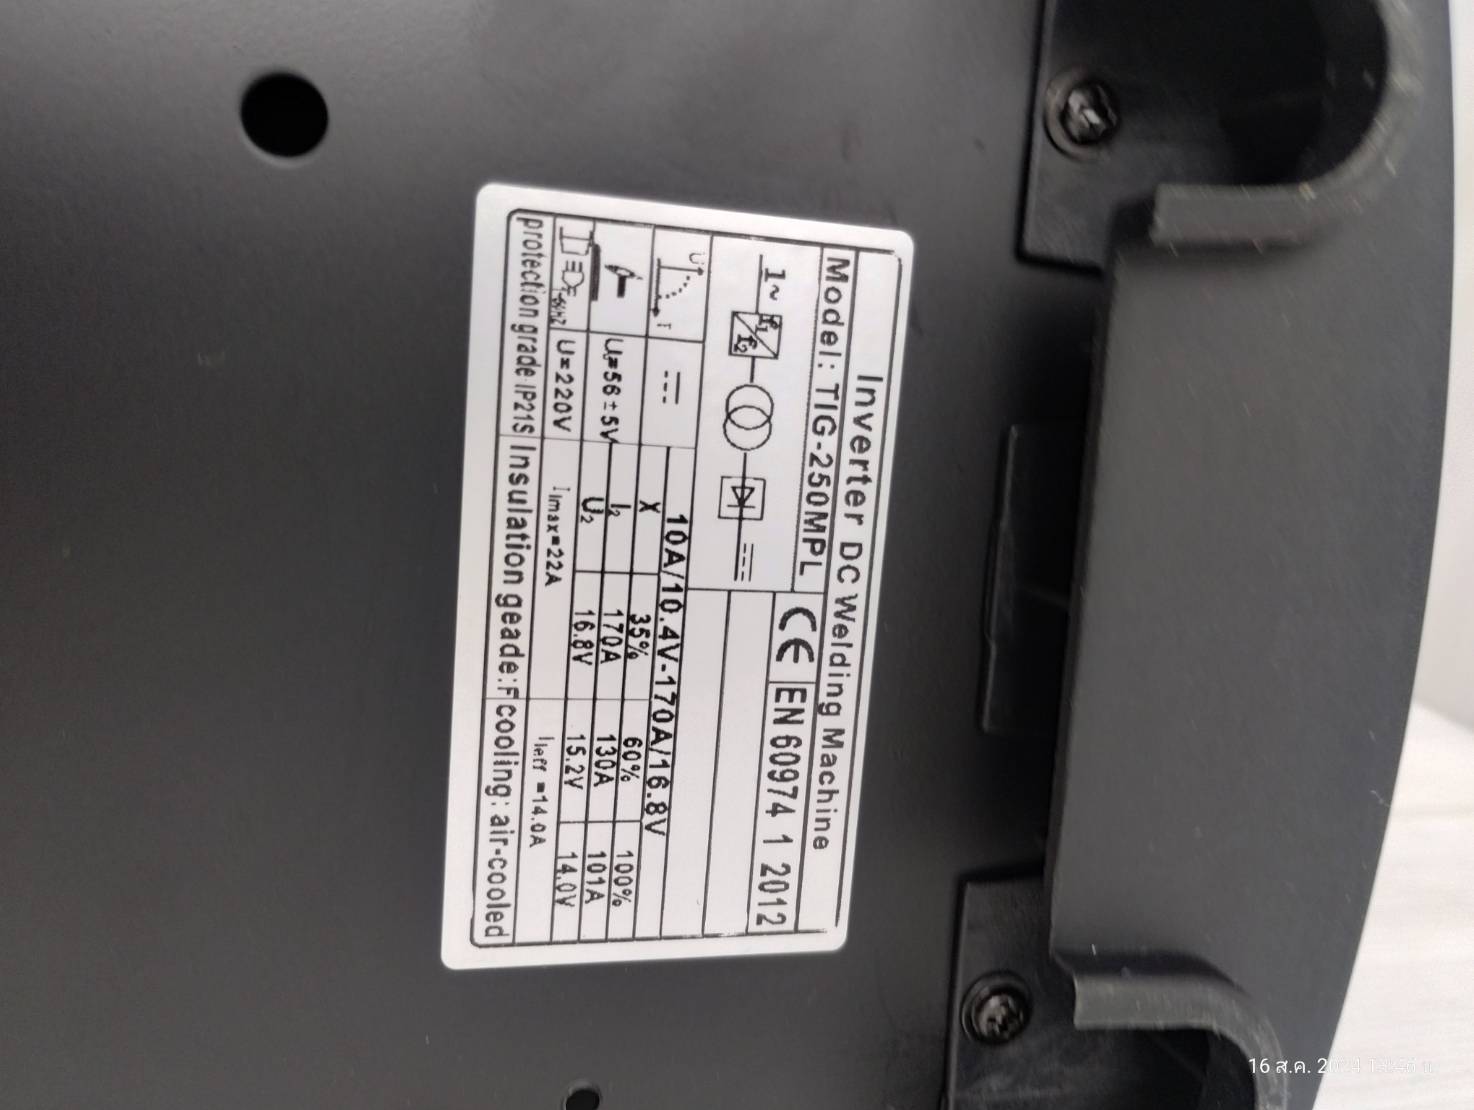 Inverter DC Welding Machine
Model: TIG-250MPL CE EN 60974 1 2012
1~ f1 f2
U
10A/10.4V-170A/16.8V
X 35% 60% 100%
U₀=56±5V I₂ 170A 130A 101A
U₂ 16.8V 15.2V 14.0V
U=220V I₁max=22A I₁eff =14.0A
protection grade:IP21S Insulation geade:F cooling: air-cooled
16 ส.ค.